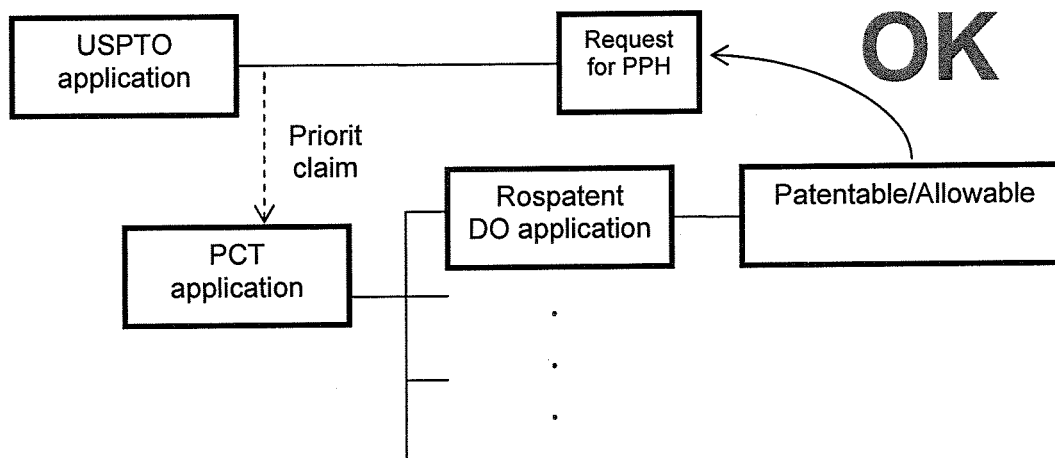 USPTO
application
Request
for PPH
OK
Priorit
claim
Rospatent
DO application
Patentable/Allowable
PCT
application